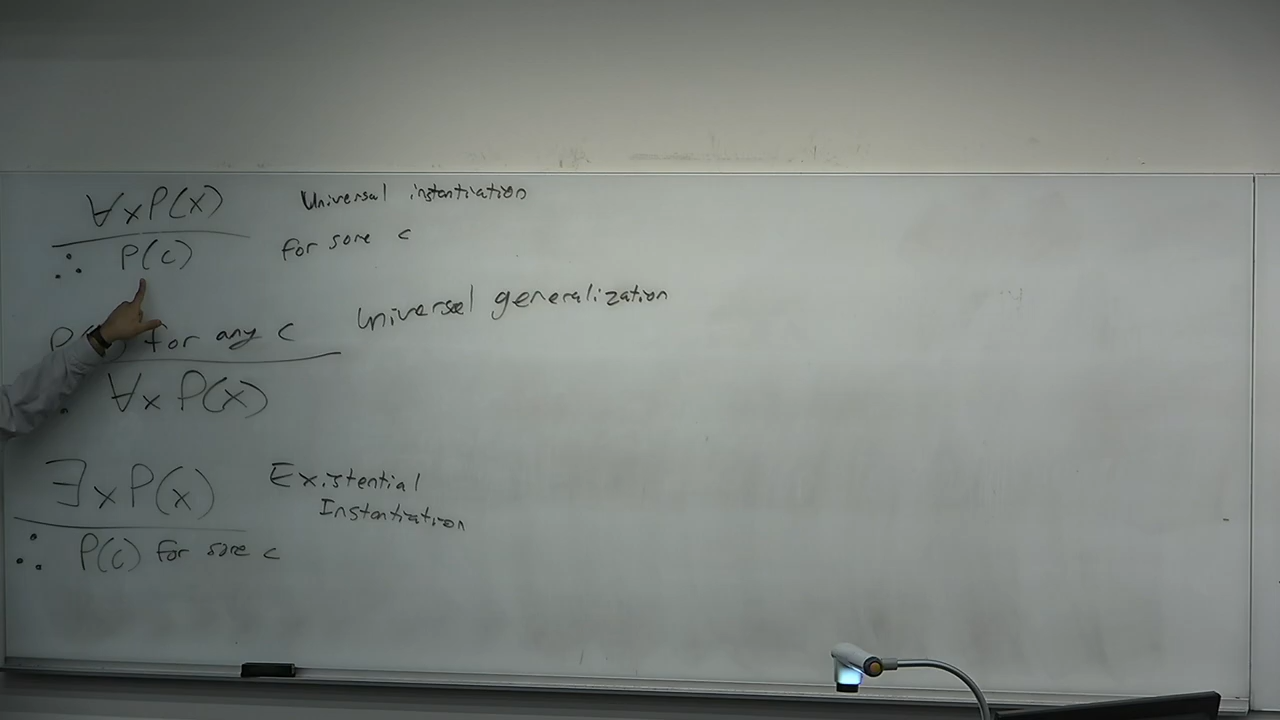 ∀x P(x) Universal instantiation
∴ P(c) for some c
for any c Universal generalization
∀x P(x)
∃x P(x) Existential
Instantiation
∴ P(c) for some c